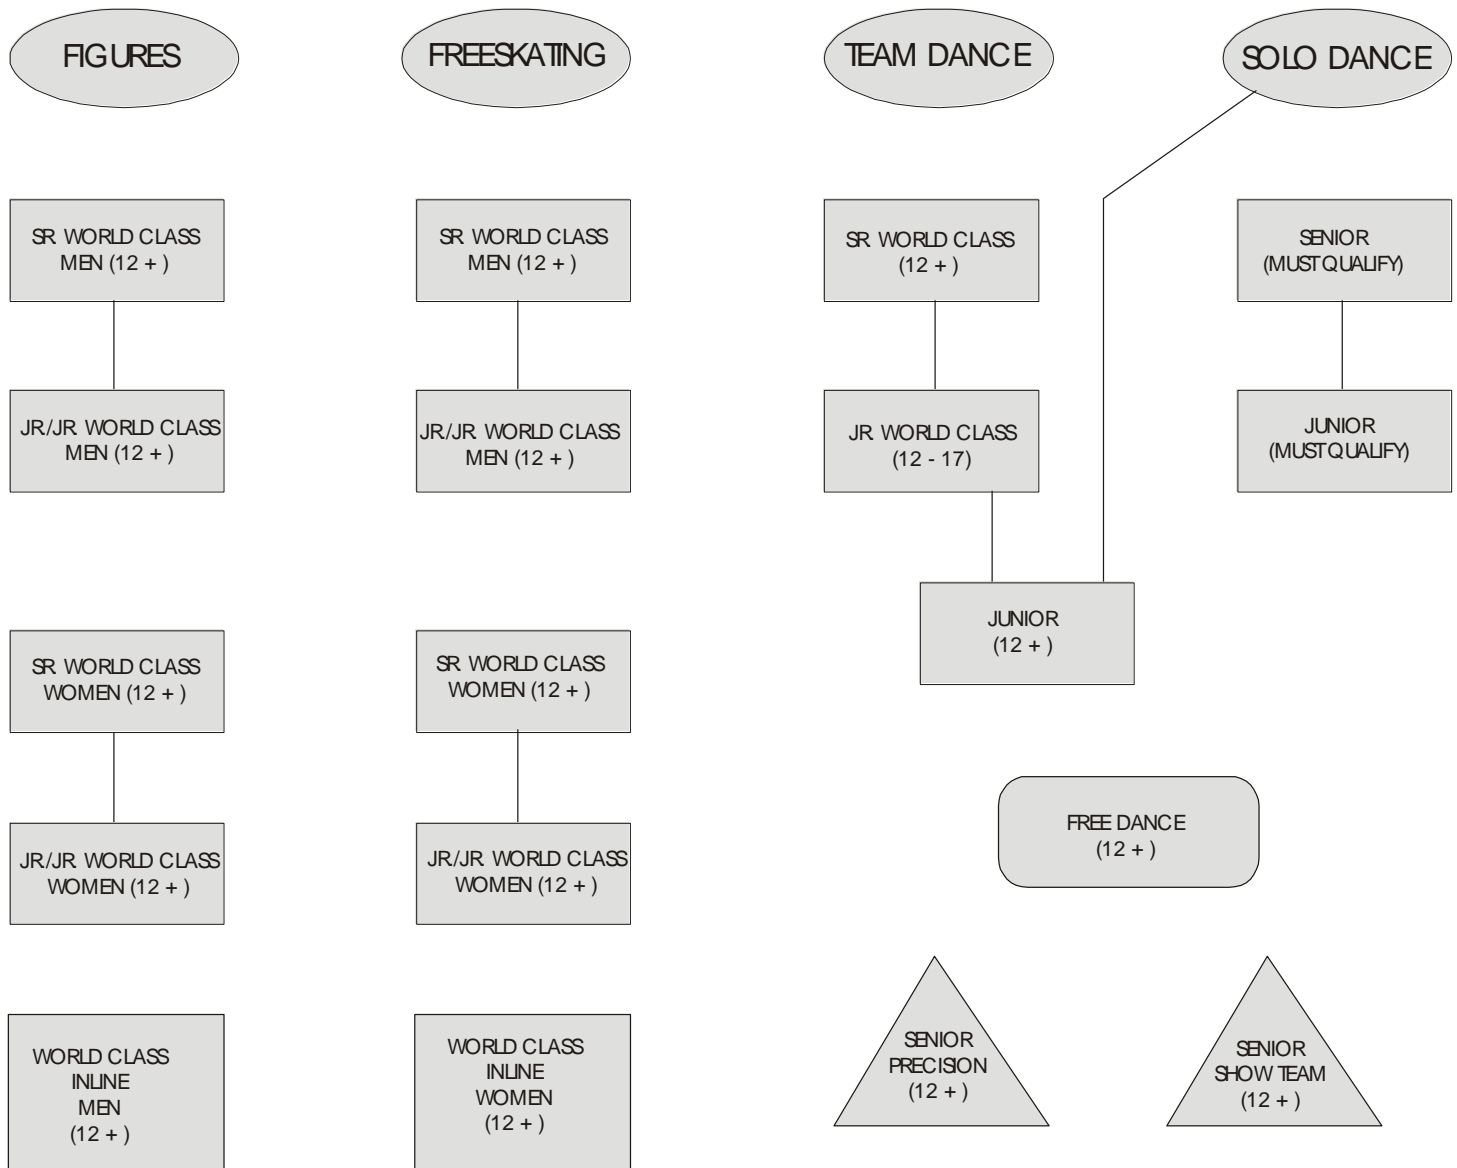 FIGURES
FREESKATING
TEAM DANCE
SOLO DANCE
SR. WORLD CLASS
MEN (12 + )
SR. WORLD CLASS
MEN (12 + )
SR. WORLD CLASS
(12 + )
SENIOR
(MUST QUALIFY)
JR./JR. WORLD CLASS
MEN (12 + )
JR./JR. WORLD CLASS
MEN (12 + )
JR. WORLD CLASS
(12 - 17)
JUNIOR
(MUST QUALIFY)
JUNIOR
(12 + )
SR. WORLD CLASS
WOMEN (12 + )
SR. WORLD CLASS
WOMEN (12 + )
JR./JR. WORLD CLASS
WOMEN (12 + )
JR./JR. WORLD CLASS
WOMEN (12 + )
FREE DANCE
(12 + )
WORLD CLASS
INLINE
MEN
(12 + )
WORLD CLASS
INLINE
WOMEN
(12 + )
SENIOR
PRECISION
(12 + )
SENIOR
SHOW TEAM
(12 + )